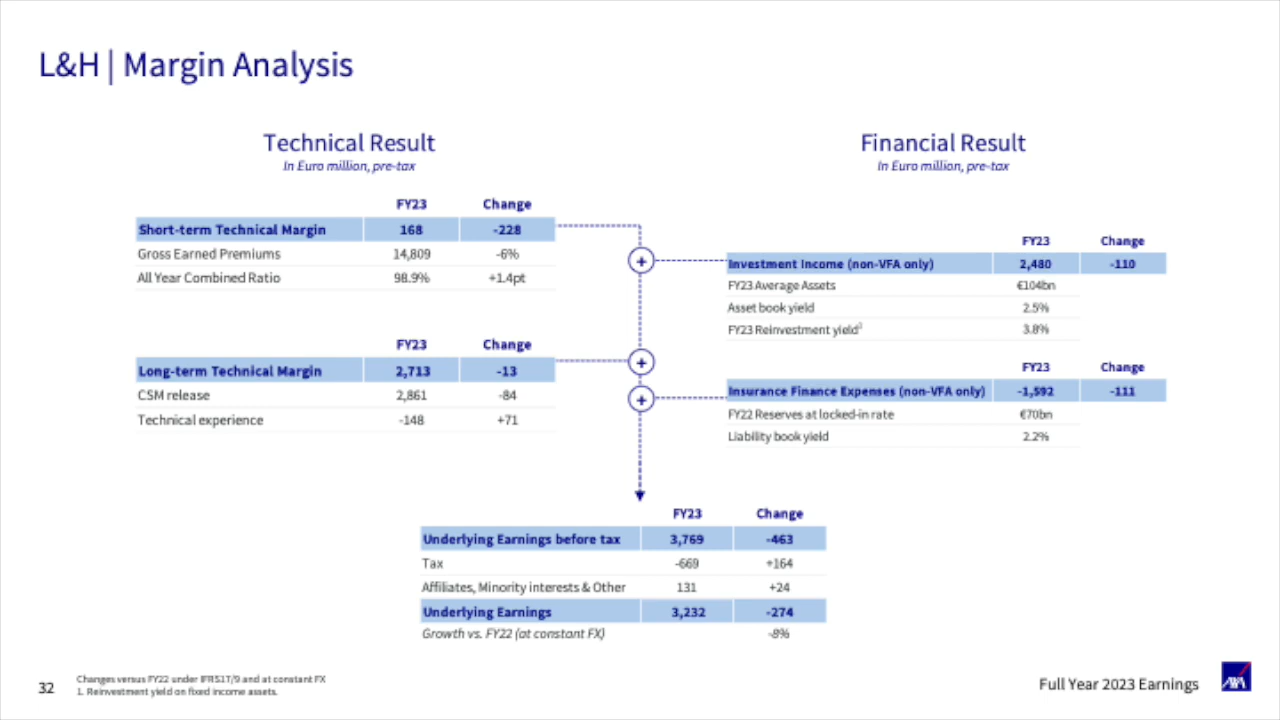 L&H | Margin Analysis
Technical Result
In Euro million, pre-tax
FY23 Change
Short-term Technical Margin 168 -228
Gross Earned Premiums 14,809 -6%
All Year Combined Ratio 98.9% +1.4pt
FY23 Change
Long-term Technical Margin 2,713 -13
CSM release 2,861 -84
Technical experience -148 +71
Financial Result
In Euro million, pre-tax
FY23 Change
Investment Income (non-VFA only) 2,480 -110
FY23 Average Assets €104bn
Asset book yield 2.5%
FY23 Reinvestment yield¹ 3.8%
FY23 Change
Insurance Finance Expenses (non-VFA only) -1,592 -111
FY22 Reserves at locked-in rate €70bn
Liability book yield 2.2%
+
+
+
FY23 Change
Underlying Earnings before tax 3,769 -463
Tax -669 +164
Affiliates, Minority interests & Other 131 +24
Underlying Earnings 3,232 -274
Growth vs. FY22 (at constant FX) -8%
32
Changes versus FY22 under IFRS17/9 and at constant FX
1. Reinvestment yield on fixed income assets.
Full Year 2023 Earnings
AXA